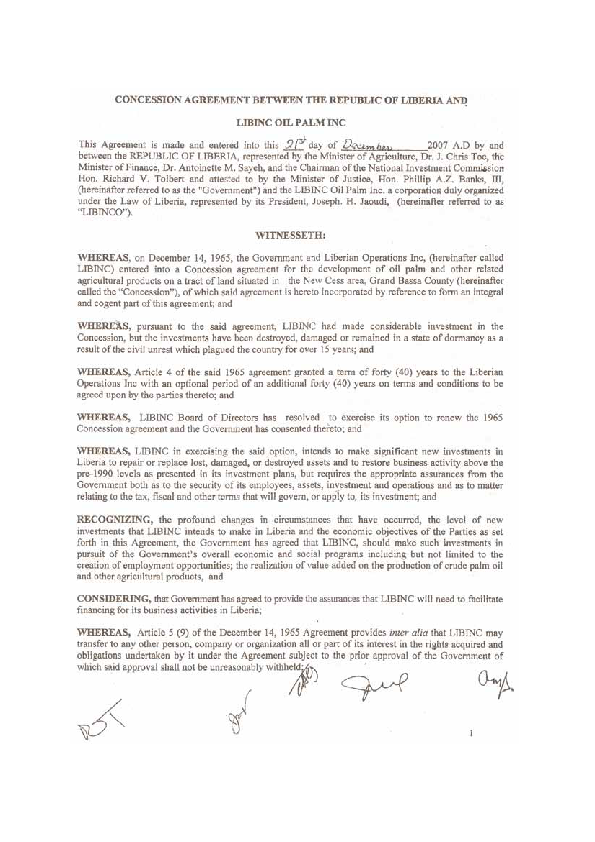 CONCESSION AGREEMENT BETWEEN THE REPUBLIC OF LIBERIA AND
LIBINC OIL PALM INC
This Agreement is made and entered into this 21st day of December 2007 A.D by and
between the REPUBLIC OF LIBERIA, represented by the Minister of Agriculture, Dr. J. Chris Toe, the
Minister of Finance, Dr. Antoinette M. Sayeh, and the Chairman of the National Investment Commission
Hon. Richard V. Tolbert and attested to by the Minister of Justice, Hon. Phillip A.Z. Banks, III,
(hereinafter referred to as the "Government") and the LIBINC Oil Palm Inc. a corporation duly organized
under the Law of Liberia, represented by its President, Joseph. H. Jaoudi, (hereinafter referred to as
"LIBINCO").
WITNESSETH:
WHEREAS, on December 14, 1965, the Government and Liberian Operations Inc, (hereinafter called
LIBINC) entered into a Concession agreement for the development of oil palm and other related
agricultural products on a tract of land situated in the New Cess area, Grand Bassa County (hereinafter
called the "Concession"), of which said agreement is hereto Incorporated by reference to form an integral
and cogent part of this agreement; and
WHEREAS, pursuant to the said agreement, LIBINC had made considerable investment in the
Concession, but the investments have been destroyed, damaged or remained in a state of dormancy as a
result of the civil unrest which plagued the country for over 15 years; and
WHEREAS, Article 4 of the said 1965 agreement granted a term of forty (40) years to the Liberian
Operations Inc with an optional period of an additional forty (40) years on terms and conditions to be
agreed upon by the parties thereto; and
WHEREAS, LIBINC Board of Directors has resolved to exercise its option to renew the 1965
Concession agreement and the Government has consented thereto; and
WHEREAS, LIBINC in exercising the said option, intends to make significant new investments in
Liberia to repair or replace lost, damaged, or destroyed assets and to restore business activity above the
pre-1990 levels as presented in its investment plans, but requires the appropriate assurances from the
Government both as to the security of its employees, assets, investment and operations and as to matter
relating to the tax, fiscal and other terms that will govern, or apply to, its investment; and
RECOGNIZING, the profound changes in circumstances that have occurred, the level of new
investments that LIBINC intends to make in Liberia and the economic objectives of the Parties as set
forth in this Agreement, the Government has agreed that LIBINC, should make such investments in
pursuit of the Government's overall economic and social programs including but not limited to the
creation of employment opportunities; the realization of value added on the production of crude palm oil
and other agricultural products, and
CONSIDERING, that Government has agreed to provide the assurances that LIBINC will need to facilitate
financing for its business activities in Liberia;
WHEREAS, Article 5 (9) of the December 14, 1965 Agreement provides inter alia that LIBINC may
transfer to any other person, company or organization all or part of its interest in the rights acquired and
obligations undertaken by it under the Agreement subject to the prior approval of the Government of
which said approval shall not be unreasonably withheld;
1